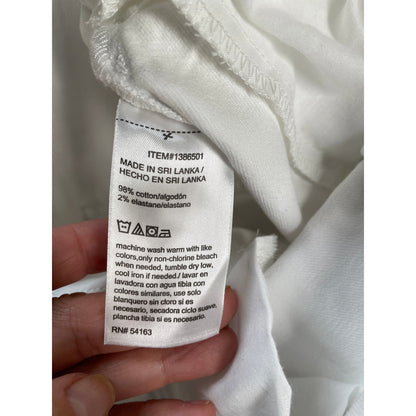 ITEM#1386501
MADE IN SRI LANKA/
HECHO EN SRI LANKA
98% cotton/algodón
2% elastane/elastano
machine wash warm with like
colors,only non-chlorine bleach
when needed, tumble dry low,
cool iron if needed./ lavar en
lavadora con agua tibia con
colores similares, use solo
blanquero sin cloro si es
necesario, secadora ciclo suave,
plancha tibia si es necesario.
RN# 54163